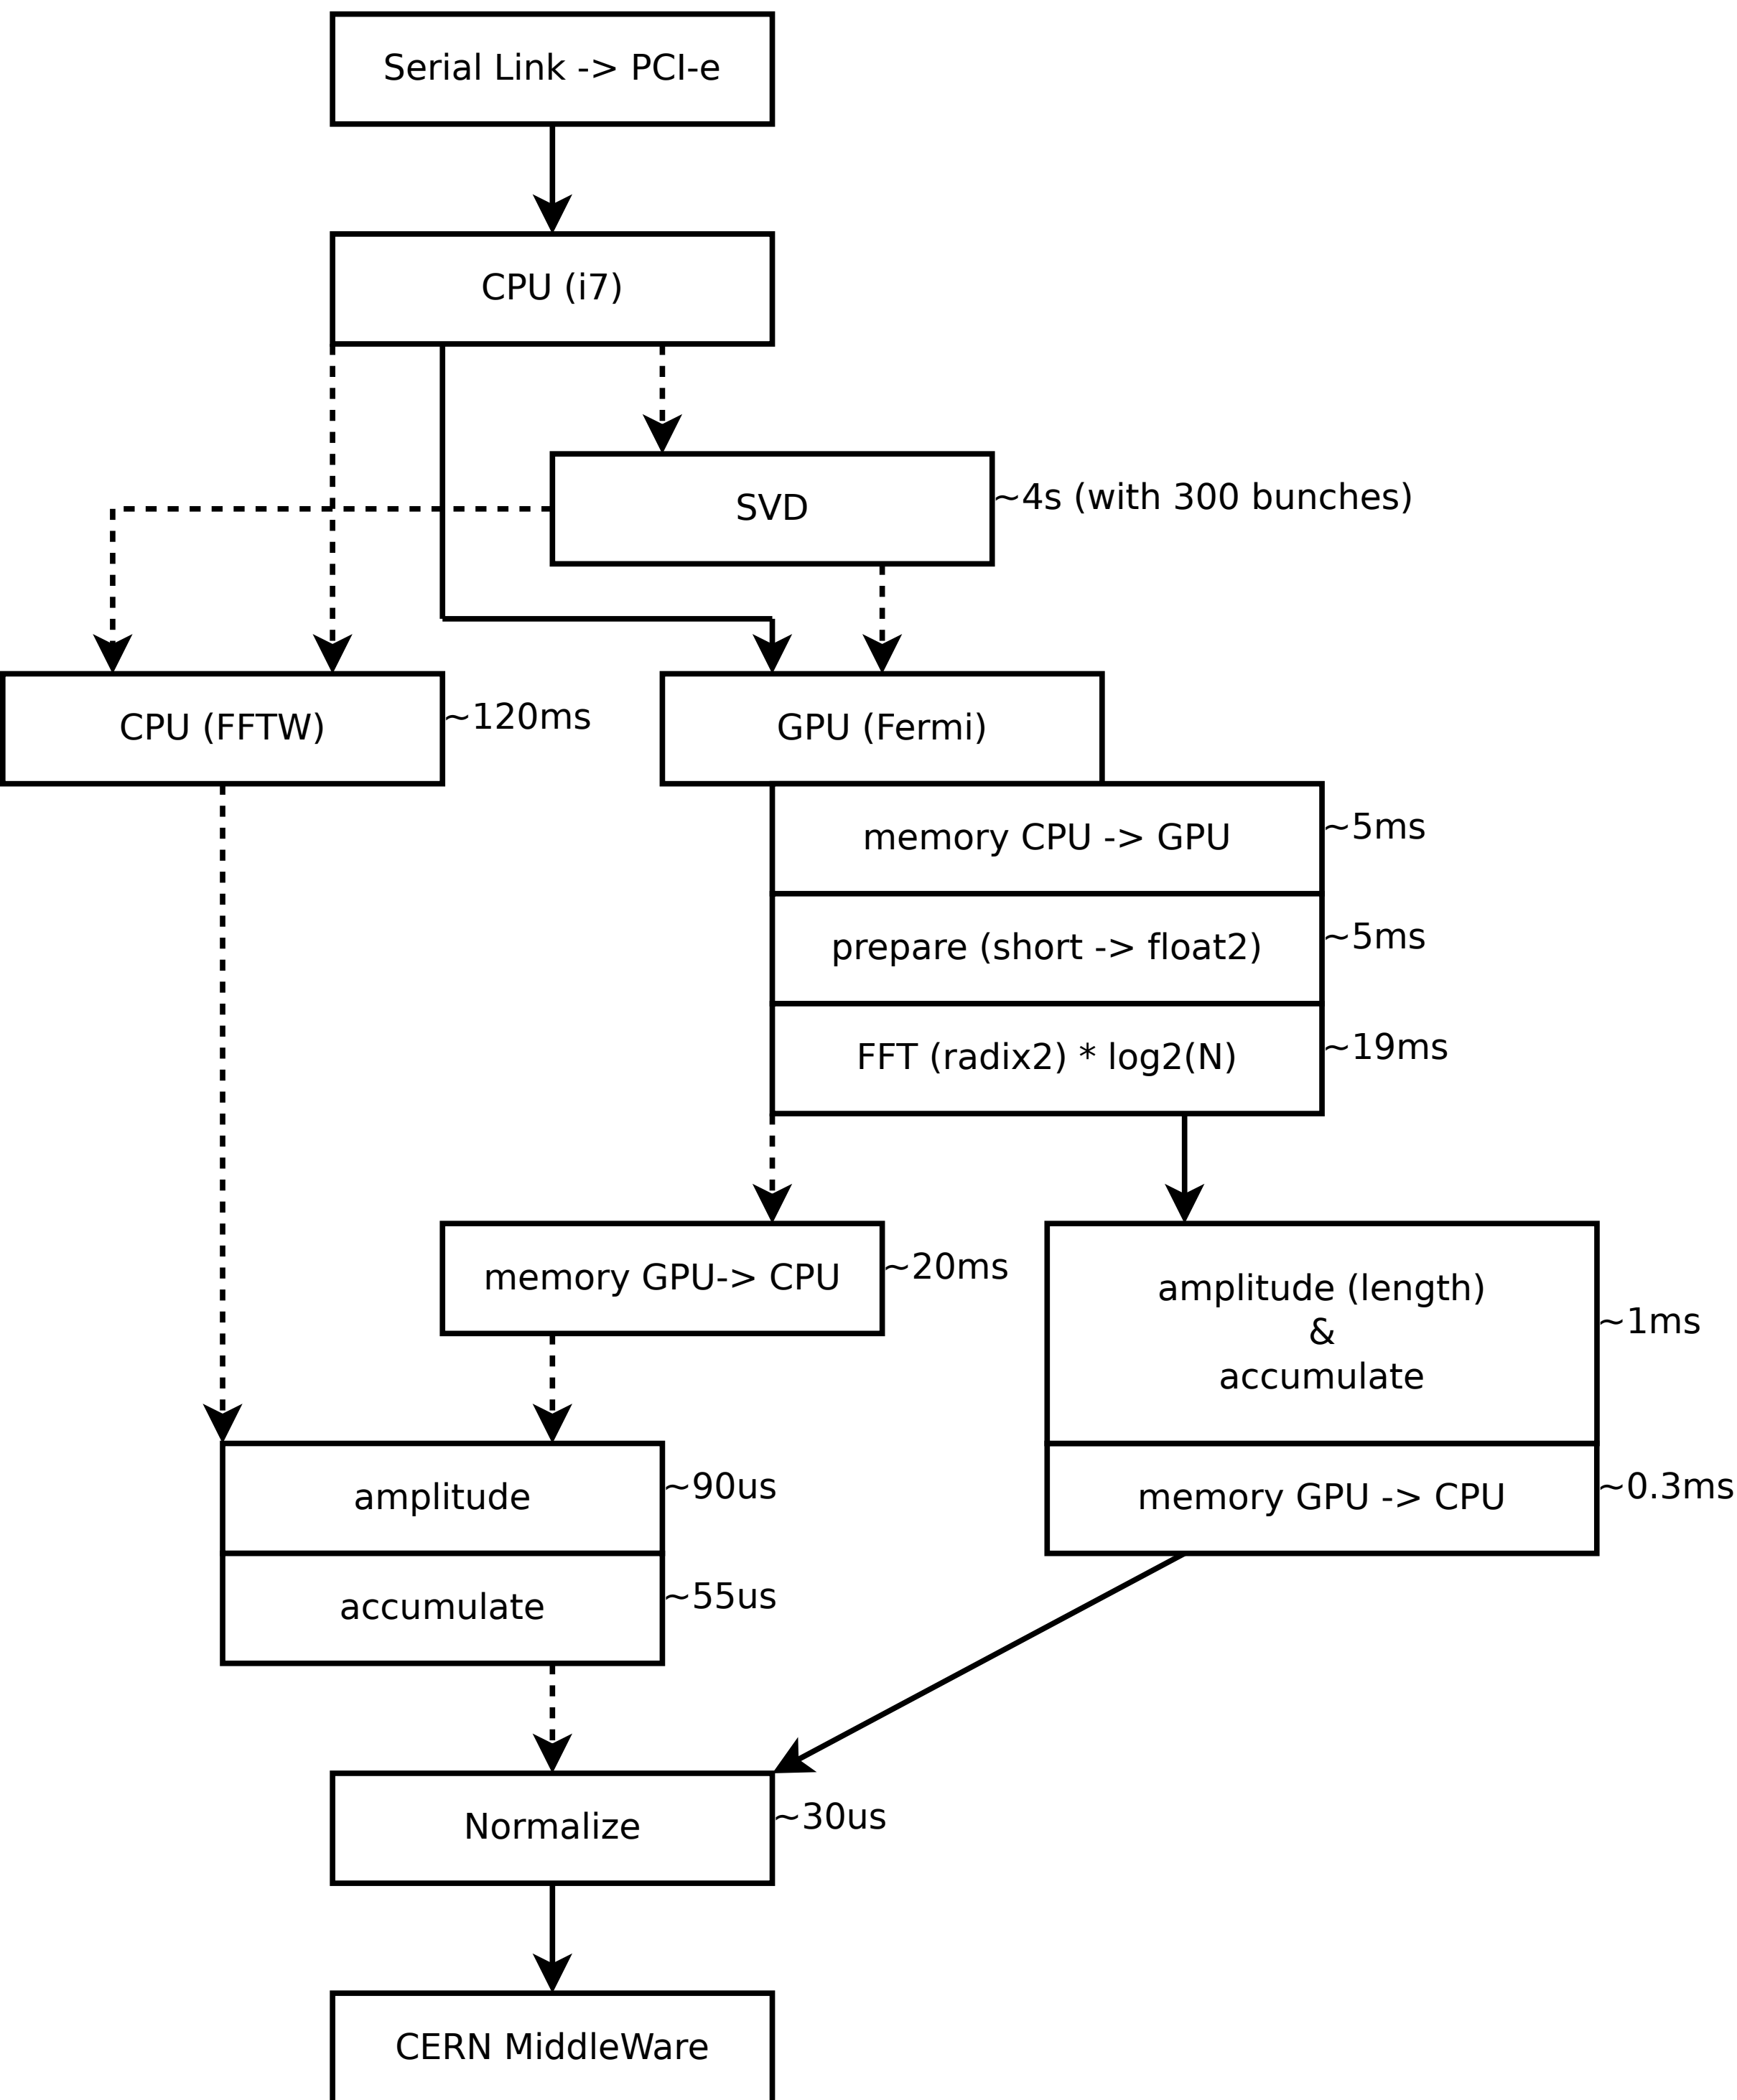 Serial Link -> PCI-e
CPU (i7)
SVD
~4s (with 300 bunches)
CPU (FFTW)
~120ms
GPU (Fermi)
memory CPU -> GPU
~5ms
prepare (short -> float2)
~5ms
FFT (radix2) * log2(N)
~19ms
memory GPU-> CPU
~20ms
amplitude (length)
&
accumulate
~1ms
amplitude
~90us
memory GPU -> CPU
~0.3ms
accumulate
~55us
Normalize
~30us
CERN MiddleWare